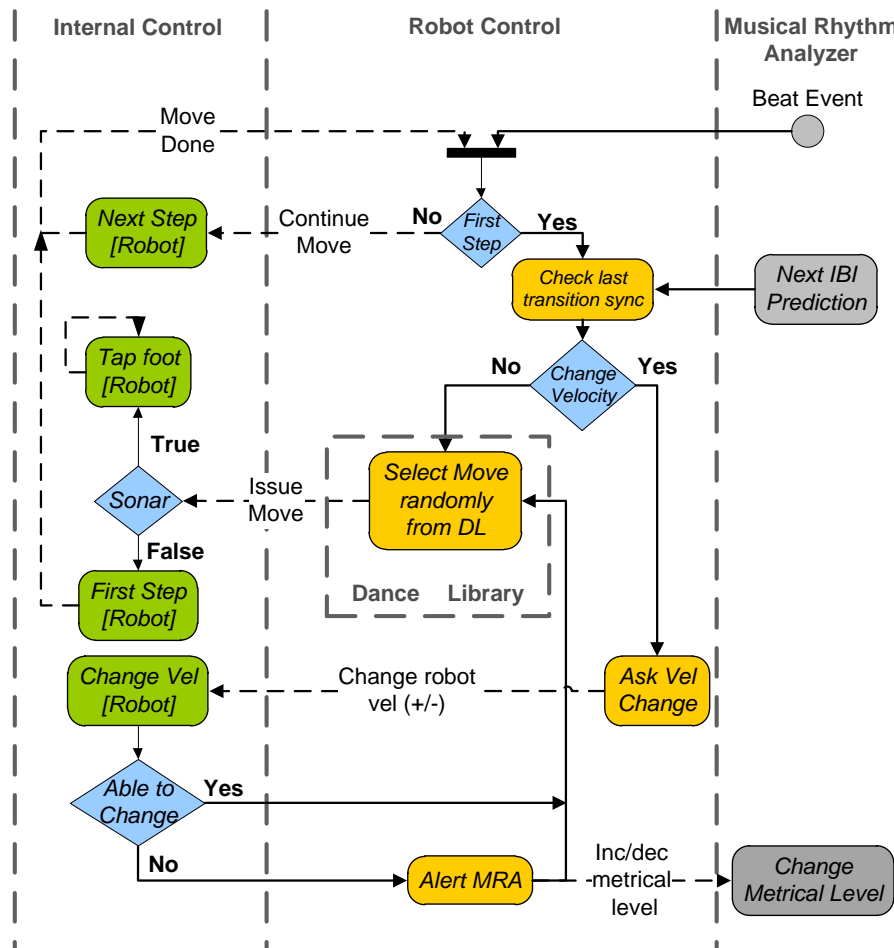 Internal Control
Robot Control
Musical Rhythm
Analyzer
Beat Event
Move
Done
First
Step
No
Yes
Continue
Move
Next Step
[Robot]
Check last
transition sync
Next IBI
Prediction
Tap foot
[Robot]
Change
Velocity
No
Yes
True
Sonar
False
Issue
Move
Select Move
randomly
from DL
Dance Library
First Step
[Robot]
Change Vel
[Robot]
Change robot
vel (+/-)
Ask Vel
Change
Able to
Change
Yes
No
Alert MRA
Inc/dec
metrical
level
Change
Metrical Level